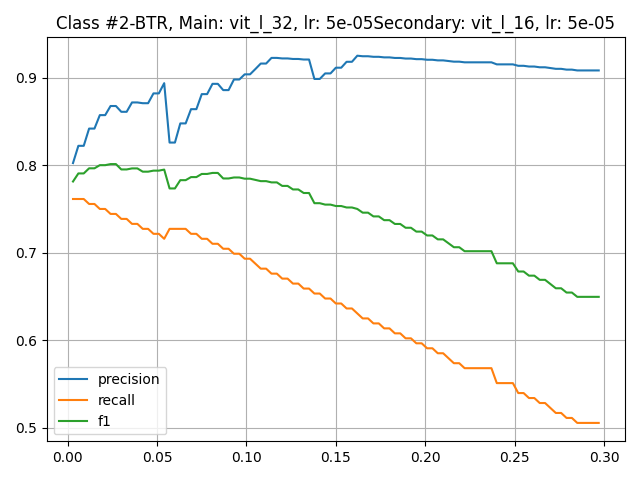 Class #2-BTR, Main: vit_l_32, lr: 5e-05Secondary: vit_l_16, lr: 5e-05
0.9
0.8
0.7
0.6
0.5
precision
recall
f1
0.00 0.05 0.10 0.15 0.20 0.25 0.30